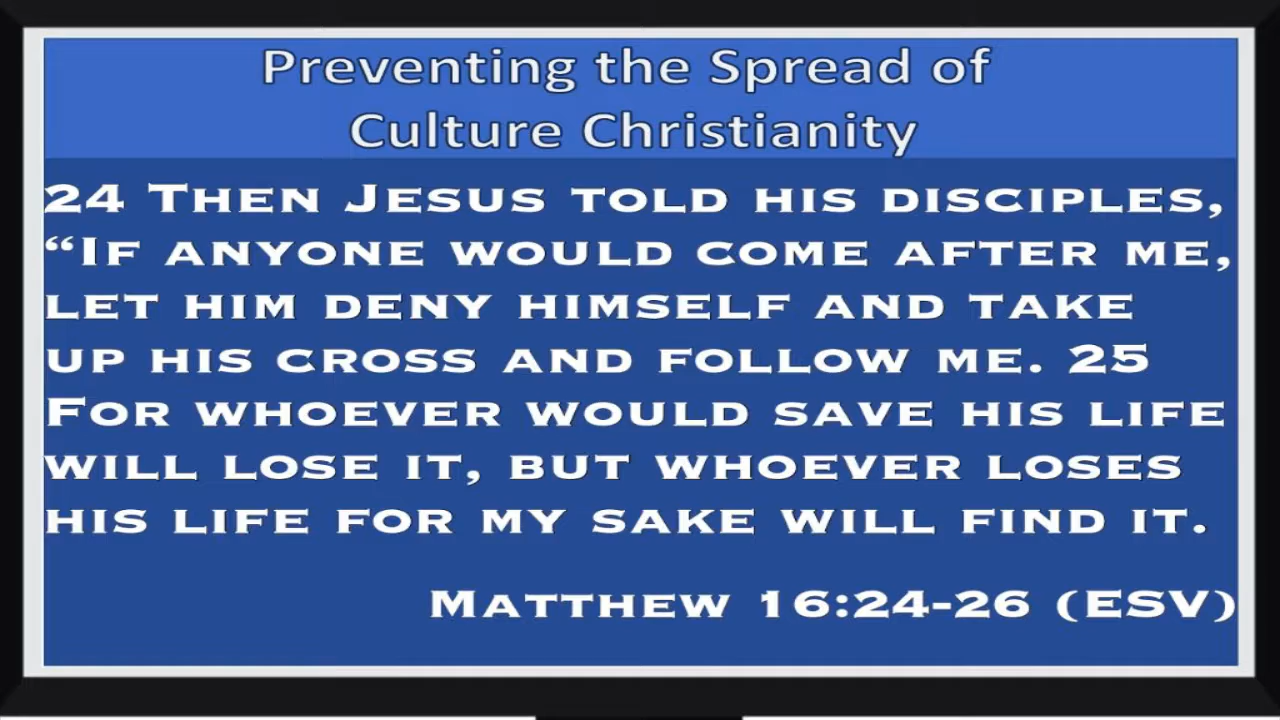 Preventing the Spread of
Culture Christianity
24 Then Jesus told his disciples,
“If anyone would come after me,
let him deny himself and take
up his cross and follow me. 25
For whoever would save his life
will lose it, but whoever loses
his life for my sake will find it.
Matthew 16:24-26 (ESV)